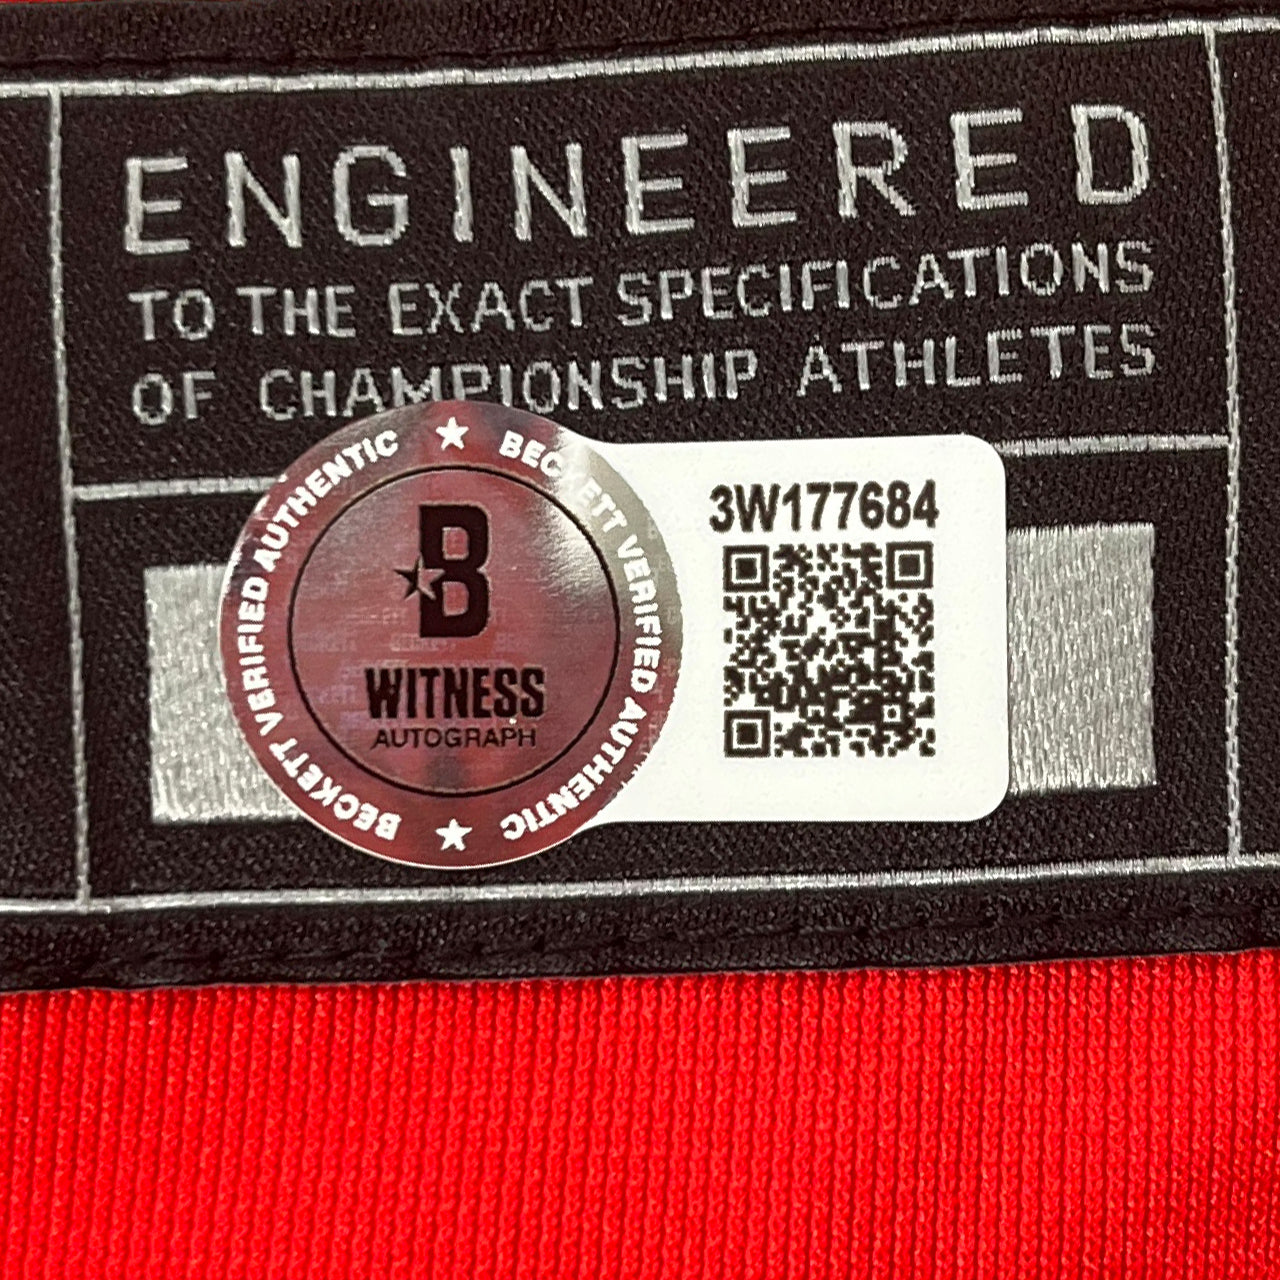 ENGINEERED
TO THE EXACT SPECIFICATIONS
OF CHAMPIONSHIP ATHLETES
BECKETT VERIFIED AUTHENTIC ★ BECKETT VERIFIED AUTHENTIC ★
B
WITNESS
AUTOGRAPH
3W177684